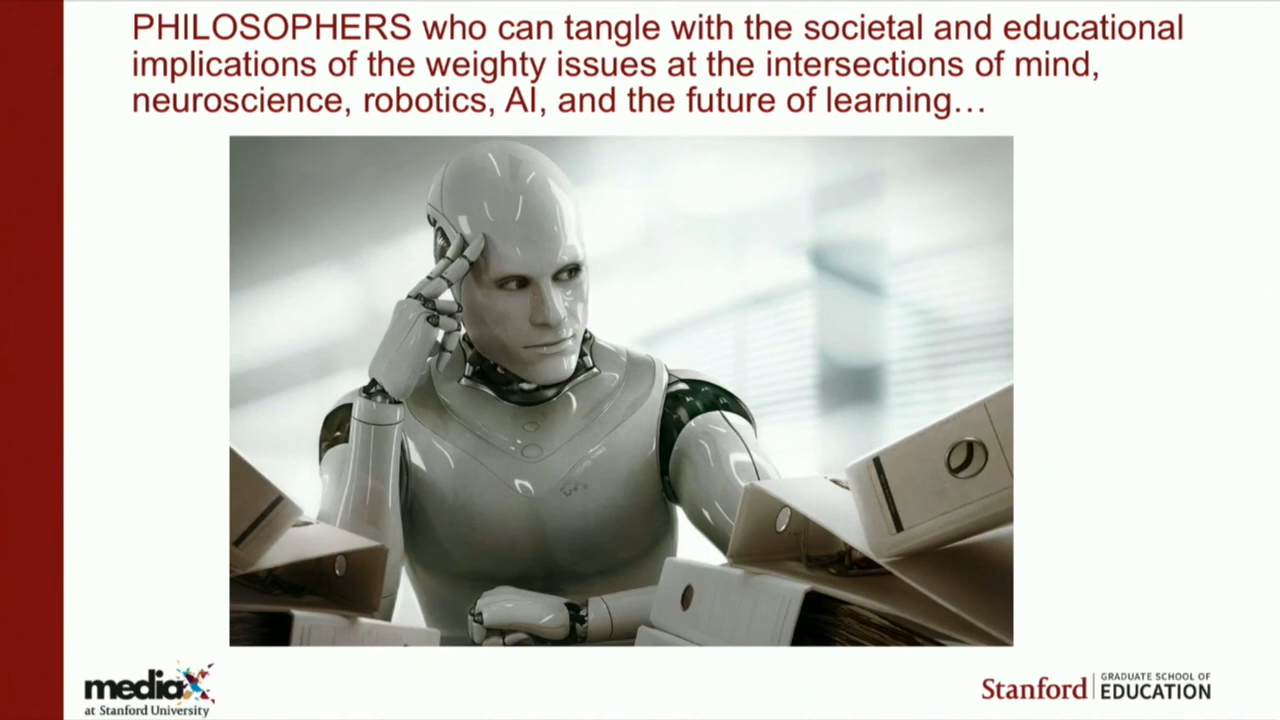 PHILOSOPHERS who can tangle with the societal and educational
implications of the weighty issues at the intersections of mind,
neuroscience, robotics, AI, and the future of learning…
mediaX
at Stanford University
Stanford
GRADUATE SCHOOL OF
EDUCATION